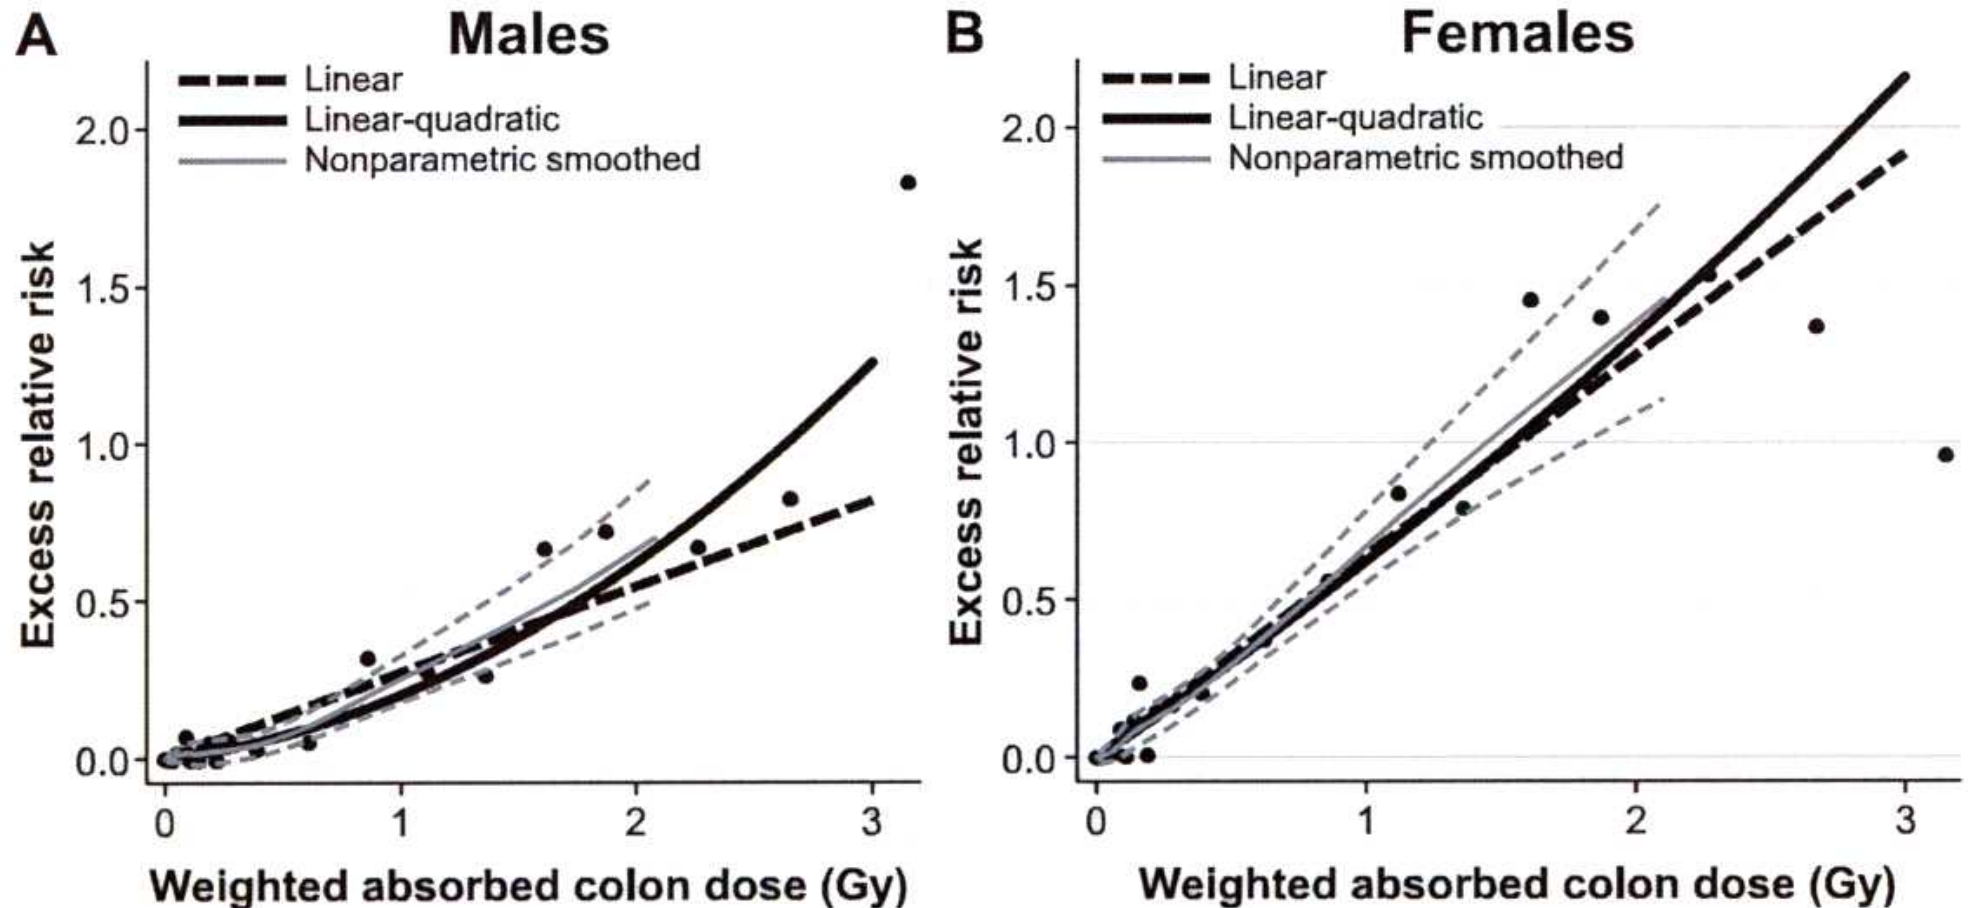 A
Males
Linear
Linear-quadratic
Nonparametric smoothed
2.0
1.5
1.0
0.5
0.0
Excess relative risk
0 1 2 3
Weighted absorbed colon dose (Gy)
B
Females
Linear
Linear-quadratic
Nonparametric smoothed
2.0
1.5
1.0
0.5
0.0
Excess relative risk
0 1 2 3
Weighted absorbed colon dose (Gy)